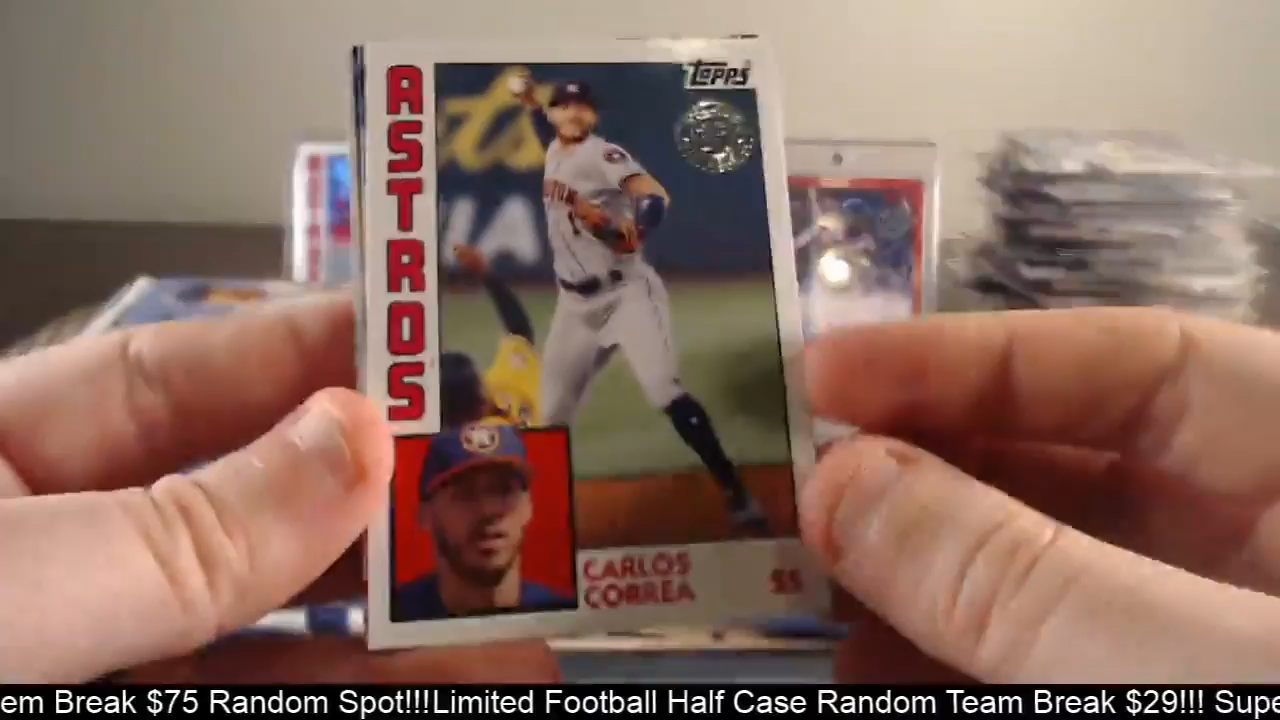 ASTROS
Topps
CARLOS
CORREA
SS
em Break $75 Random Spot!!!Limited Football Half Case Random Team Break $29!!! Supe